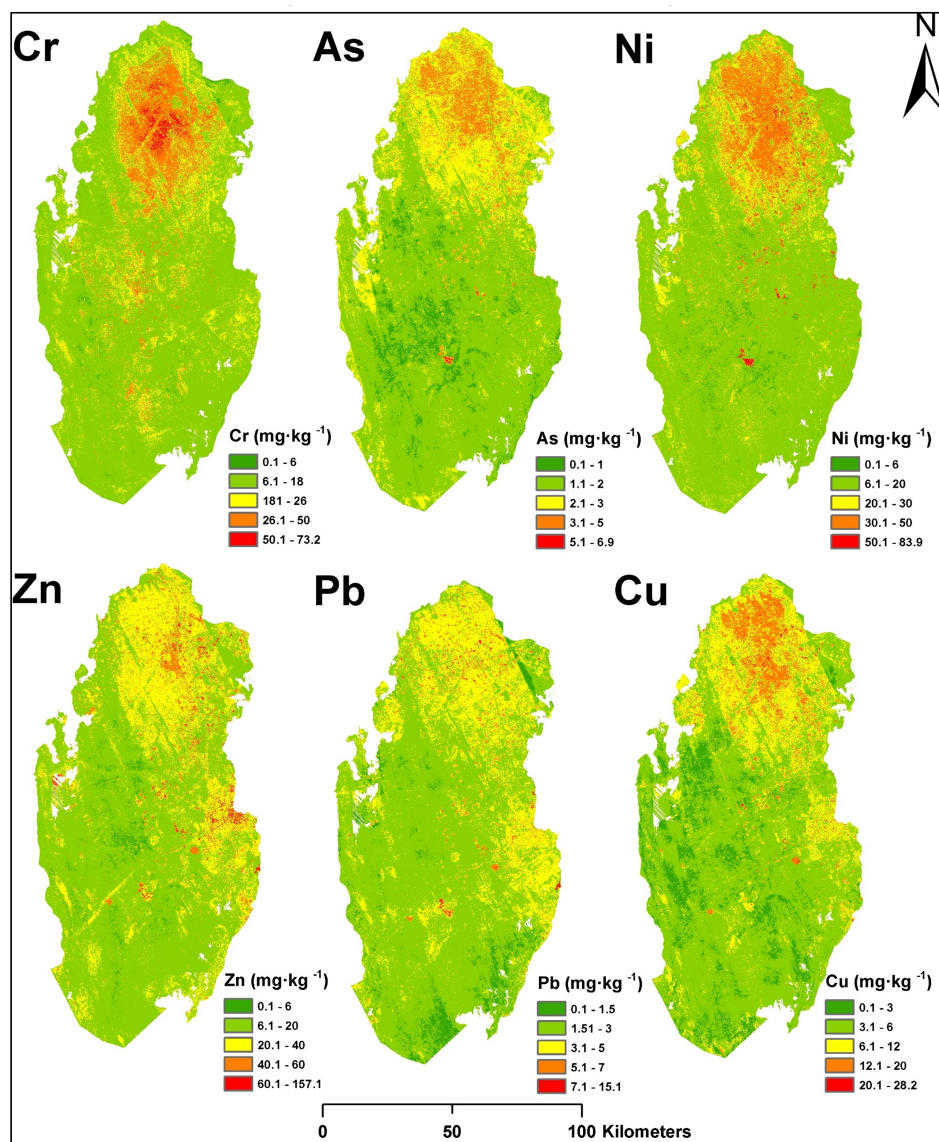 Cr
As
Ni
N
Cr (mg·kg ⁻¹)
0.1 - 6
6.1 - 18
181 - 26
26.1 - 50
50.1 - 73.2
As (mg·kg ⁻¹)
0.1 - 1
1.1 - 2
2.1 - 3
3.1 - 5
5.1 - 6.9
Ni (mg·kg ⁻¹)
0.1 - 6
6.1 - 20
20.1 - 30
30.1 - 50
50.1 - 83.9
Zn
Pb
Cu
Zn (mg·kg ⁻¹)
0.1 - 6
6.1 - 20
20.1 - 40
40.1 - 60
60.1 - 157.1
Pb (mg·kg ⁻¹)
0.1 - 1.5
1.51 - 3
3.1 - 5
5.1 - 7
7.1 - 15.1
Cu (mg·kg ⁻¹)
0.1 - 3
3.1 - 6
6.1 - 12
12.1 - 20
20.1 - 28.2
0 50 100 Kilometers